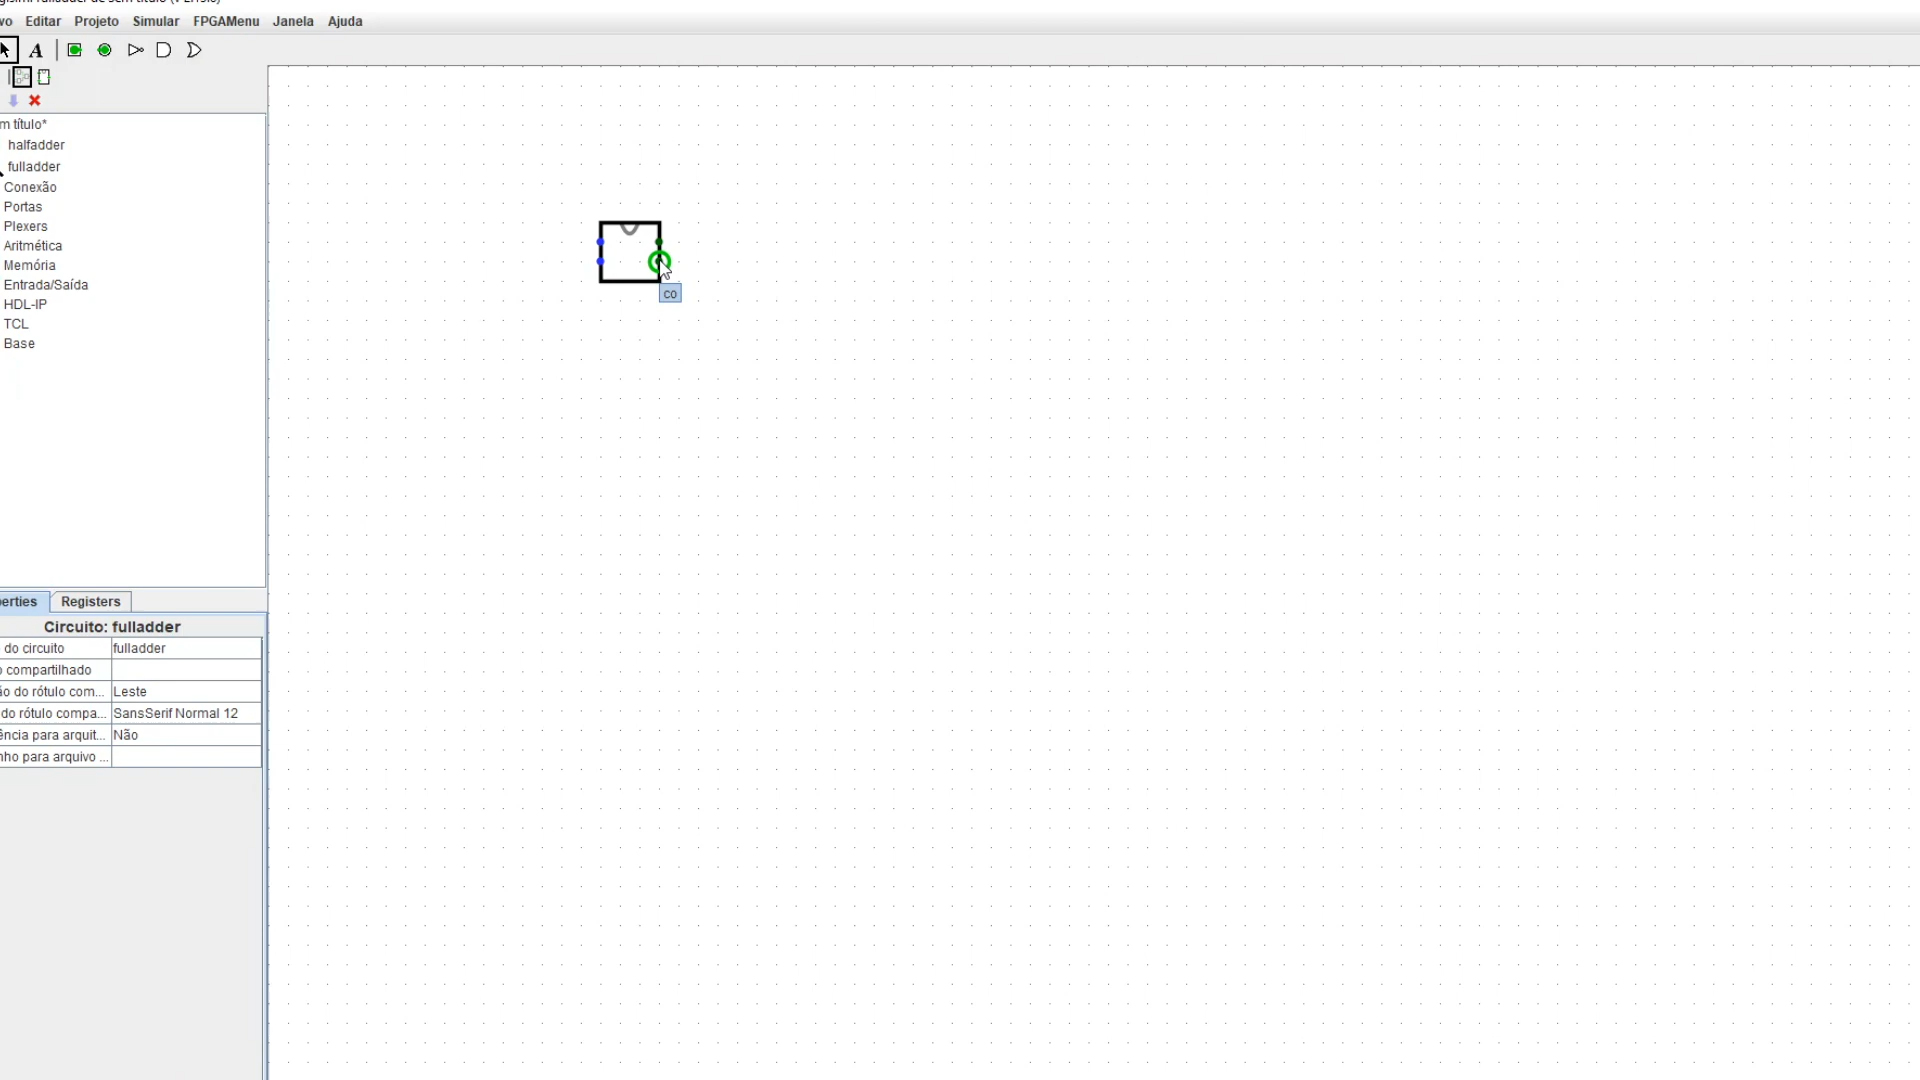 vo Editar Projeto Simular FPGAMenu Janela Ajuda
A
m título*
halfadder
fulladder
Conexão
Portas
Plexers
Aritmética
Memória
Entrada/Saída
HDL-IP
TCL
Base
co
perties Registers
Circuito: fulladder
do circuito fulladder
o compartilhado
ão do rótulo com... Leste
do rótulo compa... SansSerif Normal 12
ência para arquit... Não
nho para arquivo ...